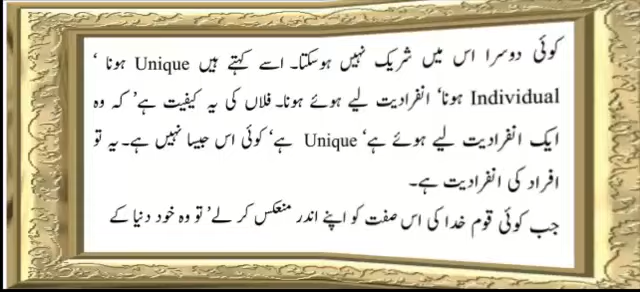 کوئی دوسرا اس میں شریک نہیں ہوسکتا۔ اسے کہتے ہیں Unique ہونا ‘
Individual ہونا‘ انفرادیت لیے ہوئے ہونا۔ فلاں کی یہ کیفیت ہے‘ کہ وہ
ایک انفرادیت لیے ہوئے ہے‘ Unique ہے‘ کوئی اس جیسا نہیں ہے۔ یہ تو
افراد کی انفرادیت ہے۔
جب کوئی قوم خدا کی اس صفت کو اپنے اندر منعکس کر لے‘ تو وہ خود دنیا کے